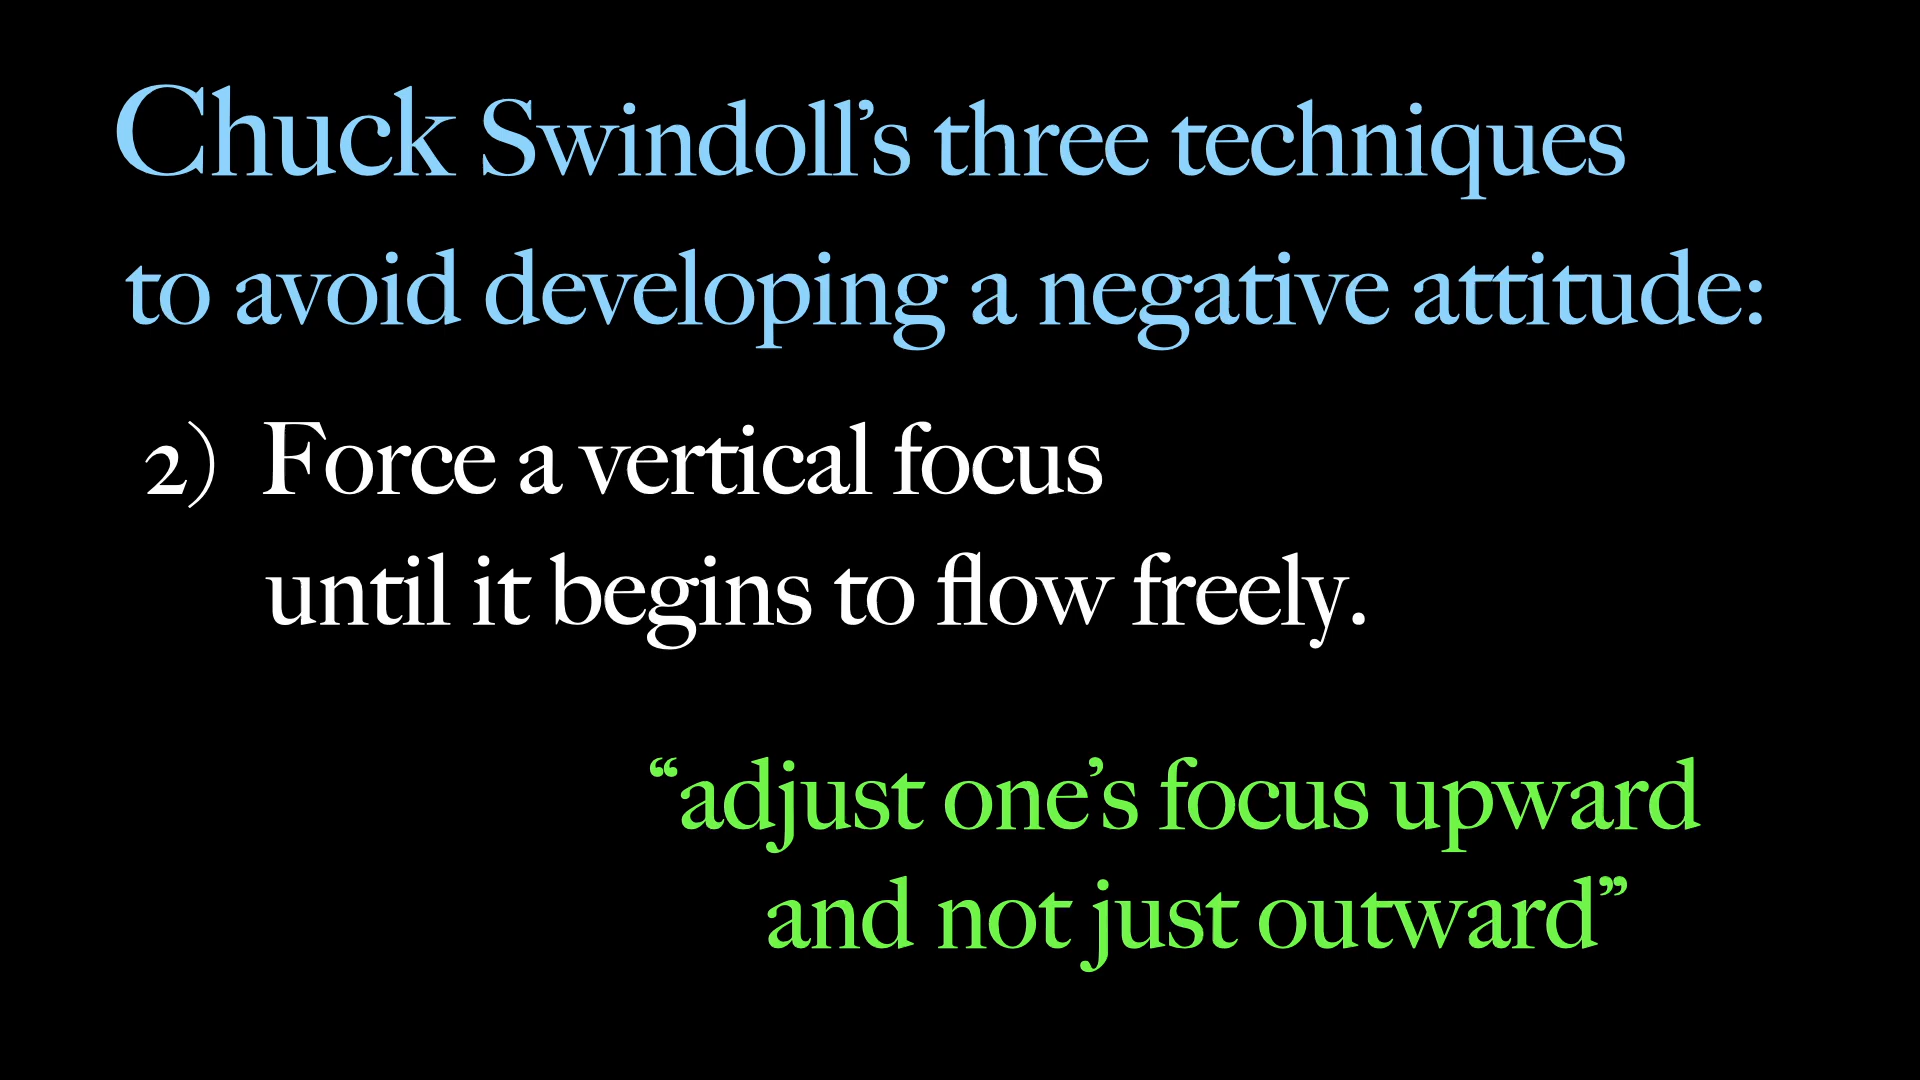 Chuck Swindoll’s three techniques
to avoid developing a negative attitude:
2) Force a vertical focus
until it begins to flow freely.
“adjust one’s focus upward
and not just outward”